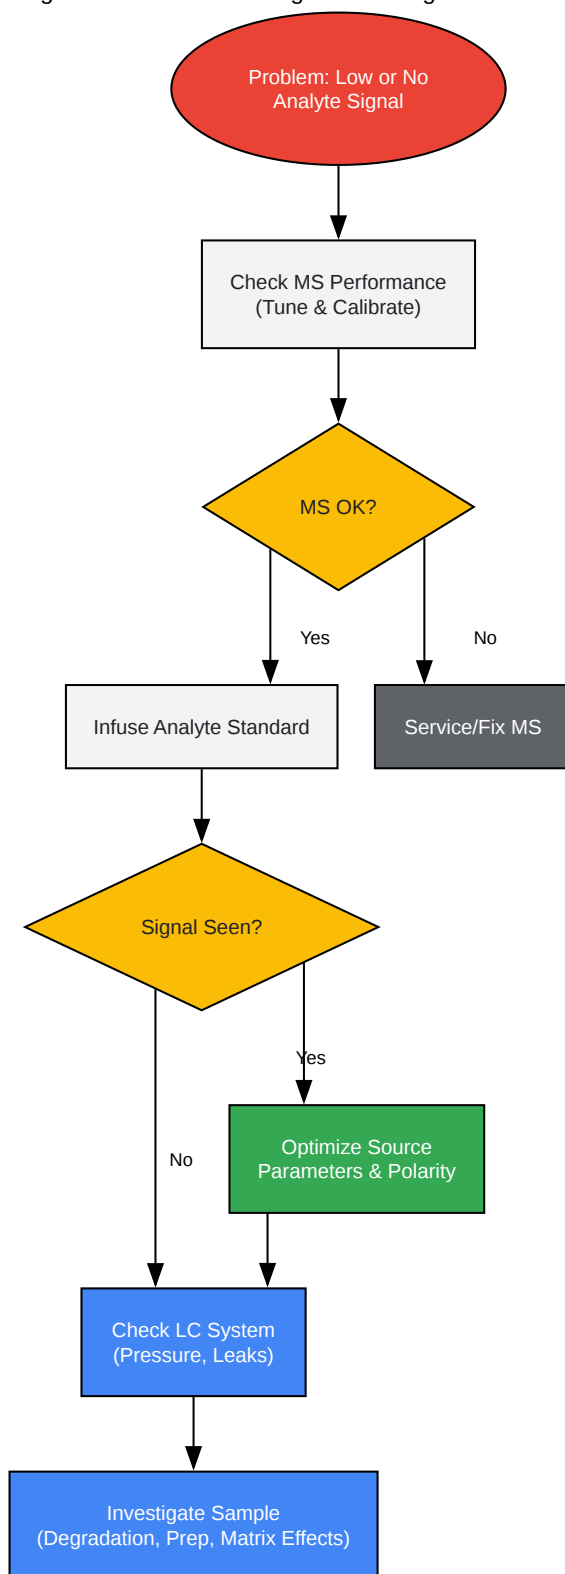 Problem: Low or No
Analyte Signal
Check MS Performance
(Tune & Calibrate)
MS OK?
Yes
No
Infuse Analyte Standard
Service/Fix MS
Signal Seen?
Yes
No
Optimize Source
Parameters & Polarity
Check LC System
(Pressure, Leaks)
Investigate Sample
(Degradation, Prep, Matrix Effects)